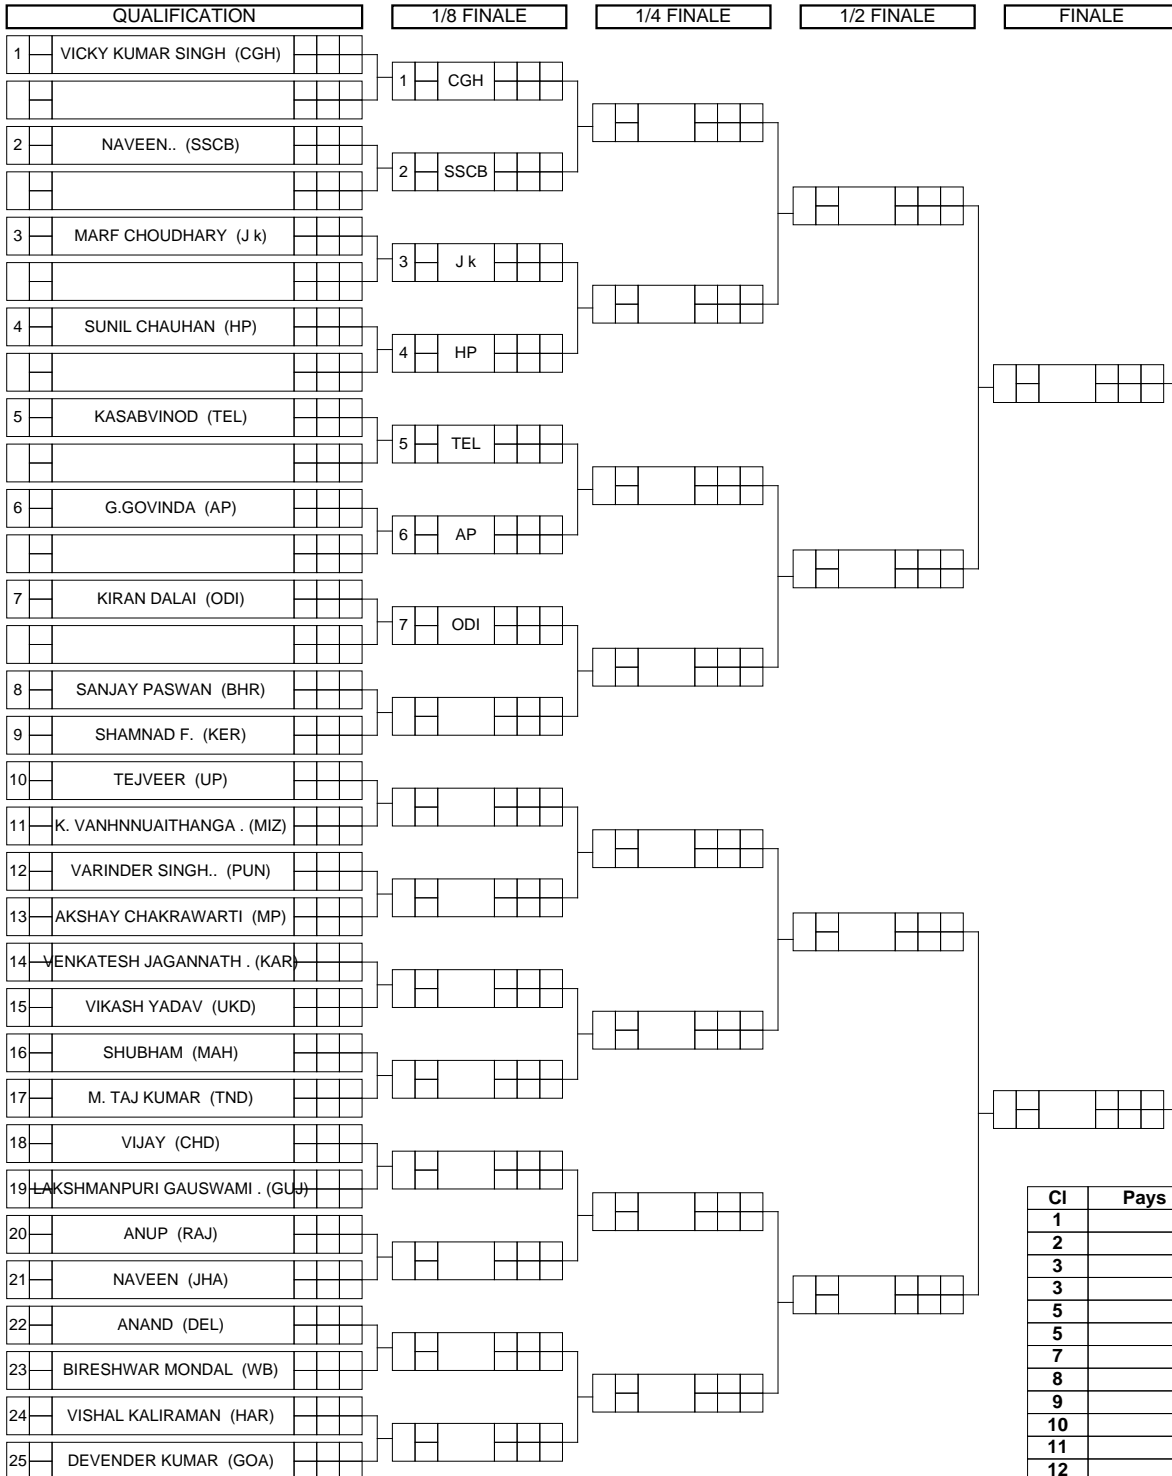 QUALIFICATION 1/8 FINALE 1/4 FINALE 1/2 FINALE FINALE
1 VICKY KUMAR SINGH (CGH)
1 CGH
2 NAVEEN.. (SSCB)
2 SSCB
3 MARF CHOUDHARY (J k)
3 J k
4 SUNIL CHAUHAN (HP)
4 HP
5 KASABVINOD (TEL)
5 TEL
6 G.GOVINDA (AP)
6 AP
7 KIRAN DALAI (ODI)
7 ODI
8 SANJAY PASWAN (BHR)
9 SHAMNAD F. (KER)
10 TEJVEER (UP)
11 K. VANHNNUAITHANGA . (MIZ)
12 VARINDER SINGH.. (PUN)
13 AKSHAY CHAKRAWARTI (MP)
14 VENKATESH JAGANNATH . (KAR)
15 VIKASH YADAV (UKD)
16 SHUBHAM (MAH)
17 M. TAJ KUMAR (TND)
18 VIJAY (CHD)
19 LAKSHMANPURI GAUSWAMI . (GUJ)
20 ANUP (RAJ)
21 NAVEEN (JHA)
22 ANAND (DEL)
23 BIRESHWAR MONDAL (WB)
24 VISHAL KALIRAMAN (HAR)
25 DEVENDER KUMAR (GOA)
Cl Pays
1
2
3
3
5
5
7
8
9
10
11
12